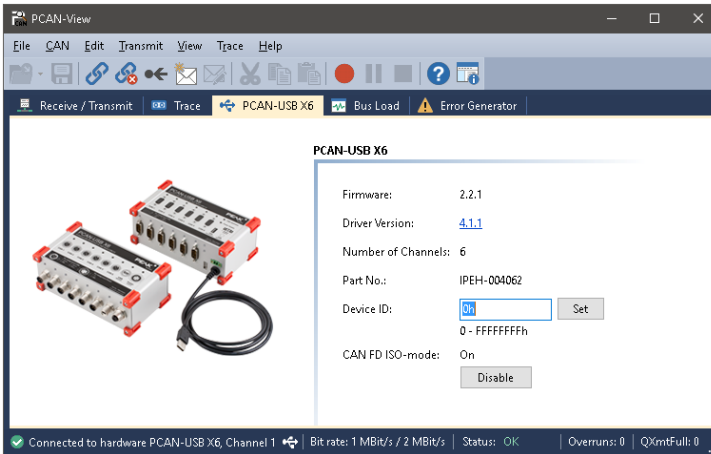 PCAN-View
File CAN Edit Transmit View Trace Help
Receive / Transmit Trace PCAN-USB X6 Bus Load Error Generator
PCAN-USB X6
Firmware: 2.2.1
Driver Version: 4.1.1
Number of Channels: 6
Part No.: IPEH-004062
Device ID: 0h Set
0 - FFFFFFFFh
CAN FD ISO-mode: On
Disable
Connected to hardware PCAN-USB X6, Channel 1 Bit rate: 1 MBit/s / 2 MBit/s Status: OK Overruns: 0 QXmtFull: 0